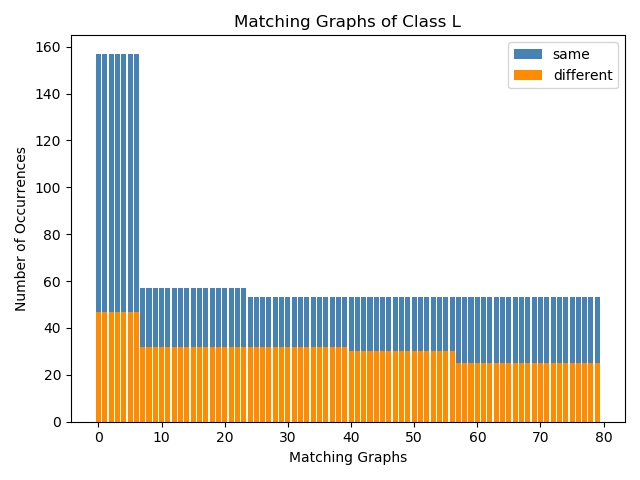 Matching Graphs of Class L
same
different
Number of Occurrences
160
140
120
100
80
60
40
20
0
0 10 20 30 40 50 60 70 80
Matching Graphs